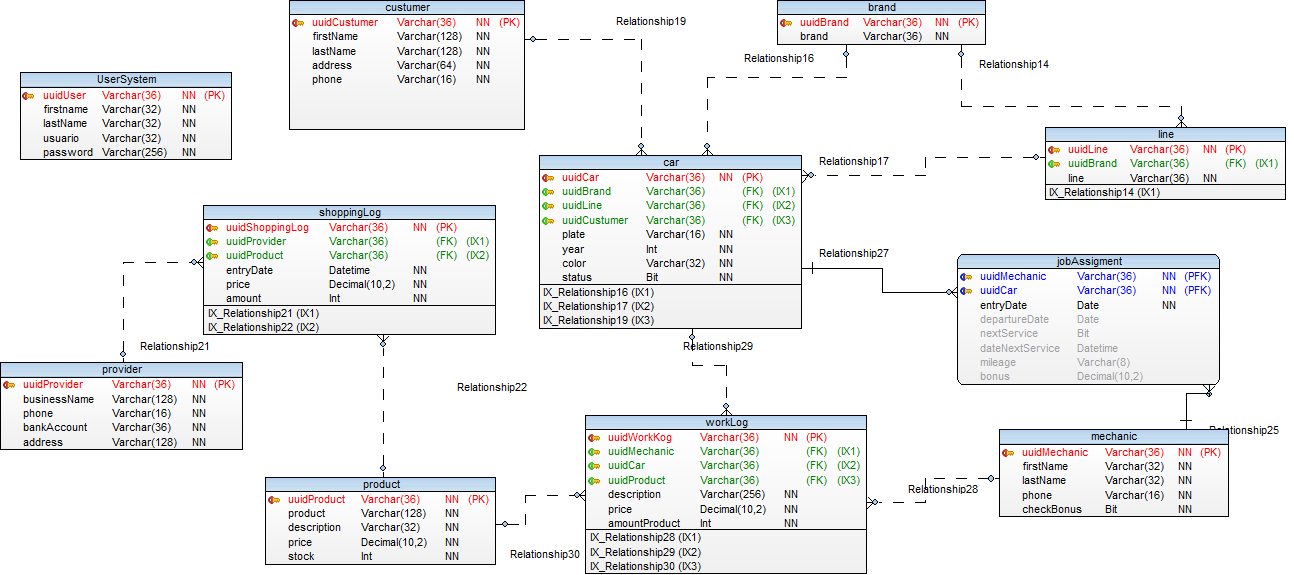 custumer
uuidCustumer Varchar(36) NN (PK)
firstName Varchar(128) NN
lastName Varchar(128) NN
address Varchar(64) NN
phone Varchar(16) NN
Relationship19
brand
uuidBrand Varchar(36) NN (PK)
brand Varchar(36) NN
Relationship16
Relationship14
UserSystem
uuidUser Varchar(36) NN (PK)
firstname Varchar(32) NN
lastName Varchar(32) NN
usuario Varchar(32) NN
password Varchar(256) NN
line
uuidLine Varchar(36) NN (PK)
uuidBrand Varchar(36) (FK) (IX1)
line Varchar(36) NN
IX_Relationship14 (IX1)
Relationship17
car
uuidCar Varchar(36) NN (PK)
uuidBrand Varchar(36) (FK) (IX1)
uuidLine Varchar(36) (FK) (IX2)
uuidCustumer Varchar(36) (FK) (IX3)
plate Varchar(16) NN
year Int NN
color Varchar(32) NN
status Bit NN
IX_Relationship16 (IX1)
IX_Relationship17 (IX2)
IX_Relationship19 (IX3)
shoppingLog
uuidShoppingLog Varchar(36) NN (PK)
uuidProvider Varchar(36) (FK) (IX1)
uuidProduct Varchar(36) (FK) (IX2)
entryDate Datetime NN
price Decimal(10,2) NN
amount Int NN
IX_Relationship21 (IX1)
IX_Relationship22 (IX2)
Relationship27
jobAssigment
uuidMechanic Varchar(36) NN (PFK)
uuidCar Varchar(36) NN (PFK)
entryDate Date NN
departureDate Date
nextService Bit
dateNextService Datetime
mileage Varchar(8)
bonus Decimal(10,2)
Relationship21
Relationship29
provider
uuidProvider Varchar(36) NN (PK)
businessName Varchar(128) NN
phone Varchar(16) NN
bankAccount Varchar(36) NN
address Varchar(128) NN
Relationship22
workLog
uuidWorkKog Varchar(36) NN (PK)
uuidMechanic Varchar(36) (FK) (IX1)
uuidCar Varchar(36) (FK) (IX2)
uuidProduct Varchar(36) (FK) (IX3)
description Varchar(256) NN
price Decimal(10,2) NN
amountProduct Int NN
IX_Relationship28 (IX1)
IX_Relationship29 (IX2)
IX_Relationship30 (IX3)
Relationship25
mechanic
uuidMechanic Varchar(36) NN (PK)
firstName Varchar(32) NN
lastName Varchar(32) NN
phone Varchar(16) NN
checkBonus Bit NN
Relationship28
product
uuidProduct Varchar(36) NN (PK)
product Varchar(128) NN
description Varchar(32) NN
price Decimal(10,2) NN
stock Int NN
Relationship30